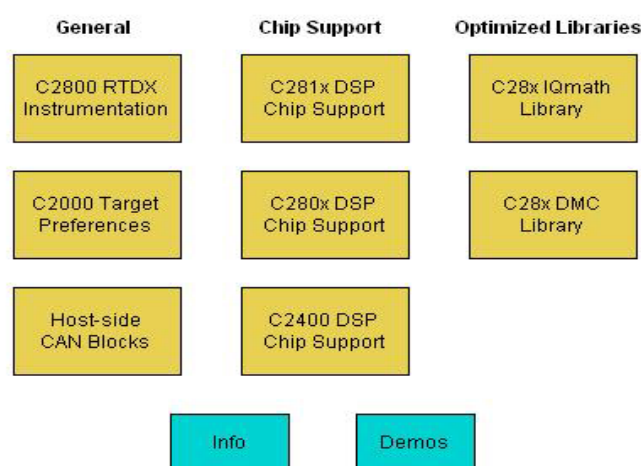 General
Chip Support
Optimized Libraries
C2800 RTDX
Instrumentation
C281x DSP
Chip Support
C28x IQmath
Library
C2000 Target
Preferences
C280x DSP
Chip Support
C28x DMC
Library
Host-side
CAN Blocks
C2400 DSP
Chip Support
Info
Demos